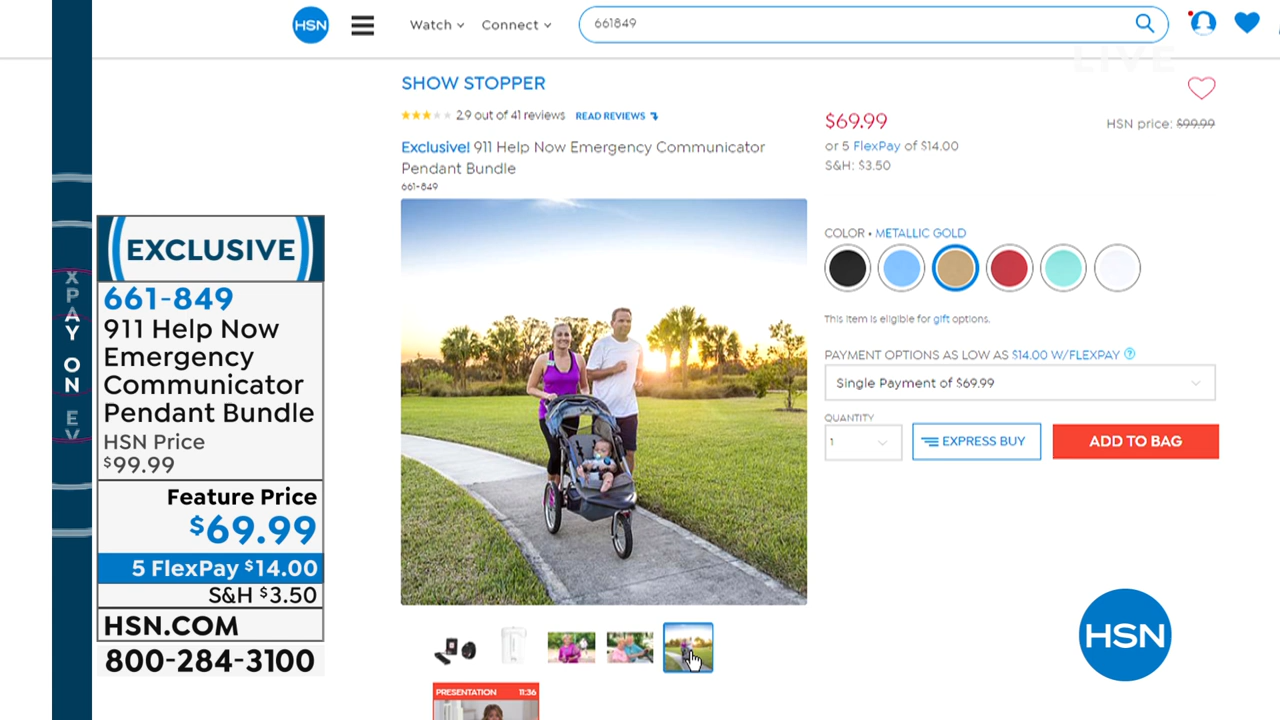 HSN
Watch
Connect
661849
LIVE
SHOW STOPPER
2.9 out of 41 reviews READ REVIEWS
Exclusive! 911 Help Now Emergency Communicator
Pendant Bundle
661-849
$69.99
HSN price: $99.99
or 5 FlexPay of $14.00
S&H: $3.50
COLOR • METALLIC GOLD
This item is eligible for gift options.
PAYMENT OPTIONS AS LOW AS $14.00 W/FLEXPAY ?
Single Payment of $69.99
QUANTITY
1
EXPRESS BUY
ADD TO BAG
XPAY ON EV
EXCLUSIVE
661-849
911 Help Now
Emergency
Communicator
Pendant Bundle
HSN Price
$99.99
Feature Price
$69.99
5 FlexPay $14.00
S&H $3.50
HSN.COM
800-284-3100
PRESENTATION 11:36
HSN